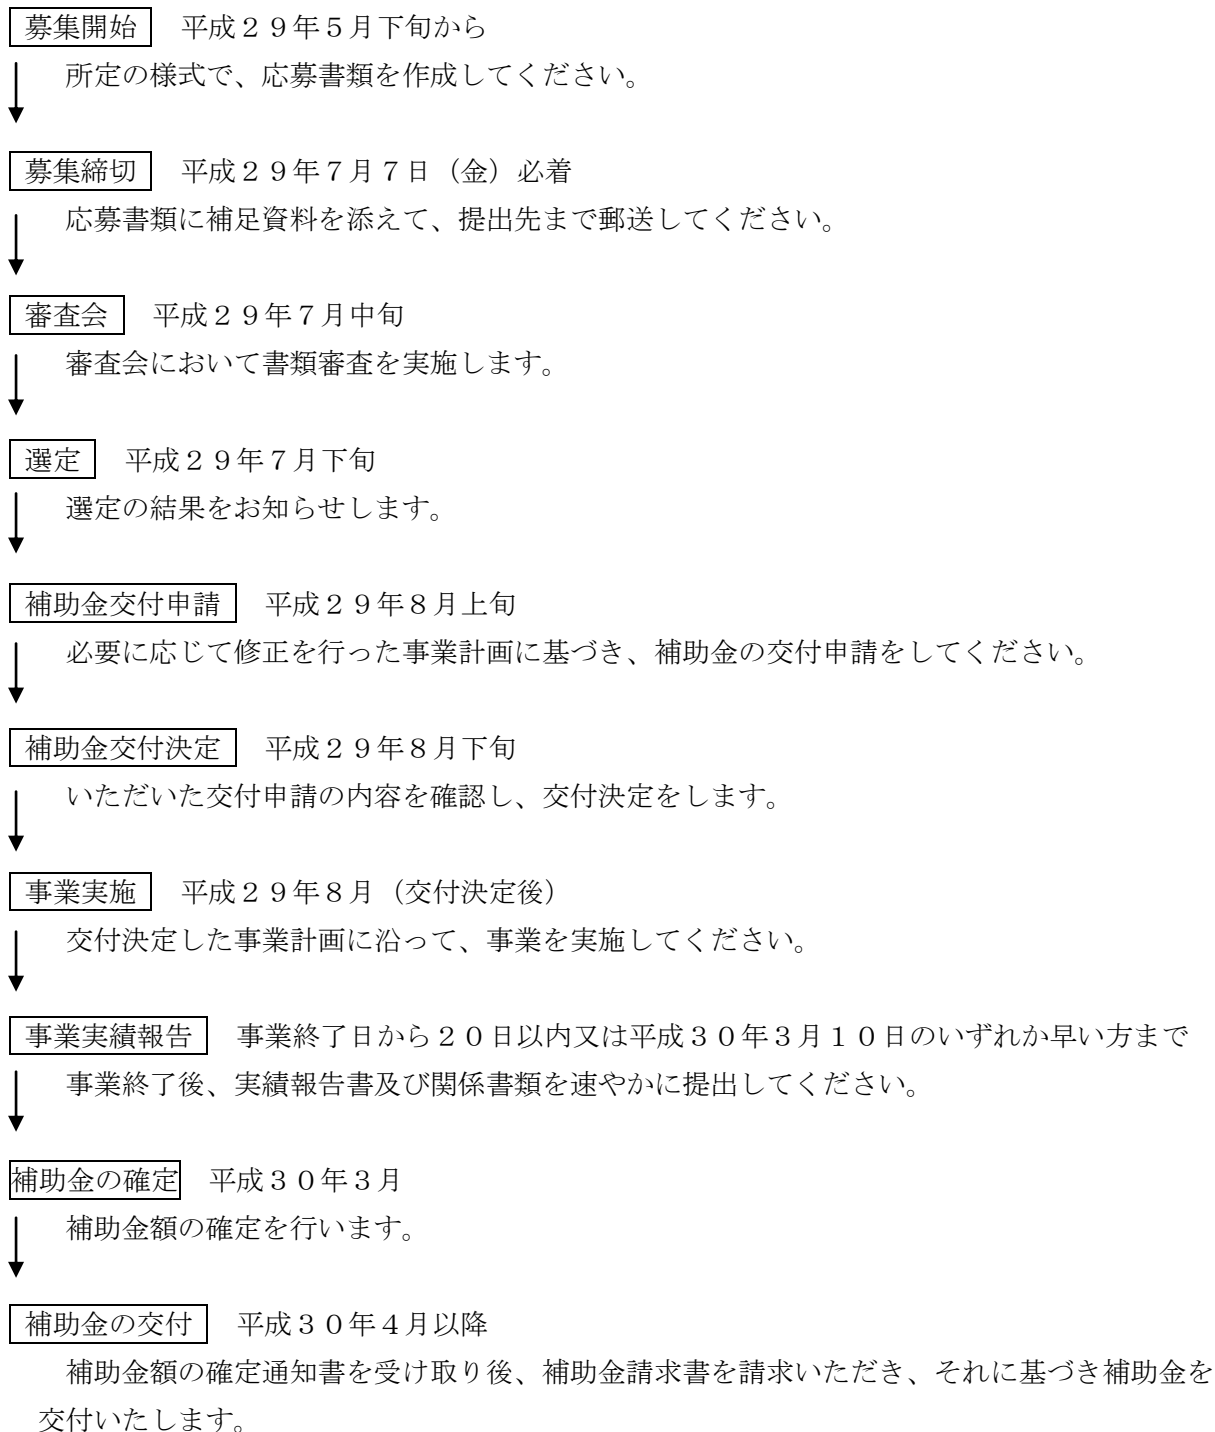 募集開始　平成２９年５月下旬から
所定の様式で、応募書類を作成してください。
募集締切　平成２９年７月７日（金）必着
応募書類に補足資料を添えて、提出先まで郵送してください。
審査会　平成２９年７月中旬
審査会において書類審査を実施します。
選定　平成２９年７月下旬
選定の結果をお知らせします。
補助金交付申請　平成２９年８月上旬
必要に応じて修正を行った事業計画に基づき、補助金の交付申請をしてください。
補助金交付決定　平成２９年８月下旬
いただいた交付申請の内容を確認し、交付決定をします。
事業実施　平成２９年８月（交付決定後）
交付決定した事業計画に沿って、事業を実施してください。
事業実績報告　事業終了日から２０日以内又は平成３０年３月１０日のいずれか早い方まで
事業終了後、実績報告書及び関係書類を速やかに提出してください。
補助金の確定　平成３０年３月
補助金額の確定を行います。
補助金の交付　平成３０年４月以降
補助金額の確定通知書を受け取り後、補助金請求書を請求いただき、それに基づき補助金を
交付いたします。